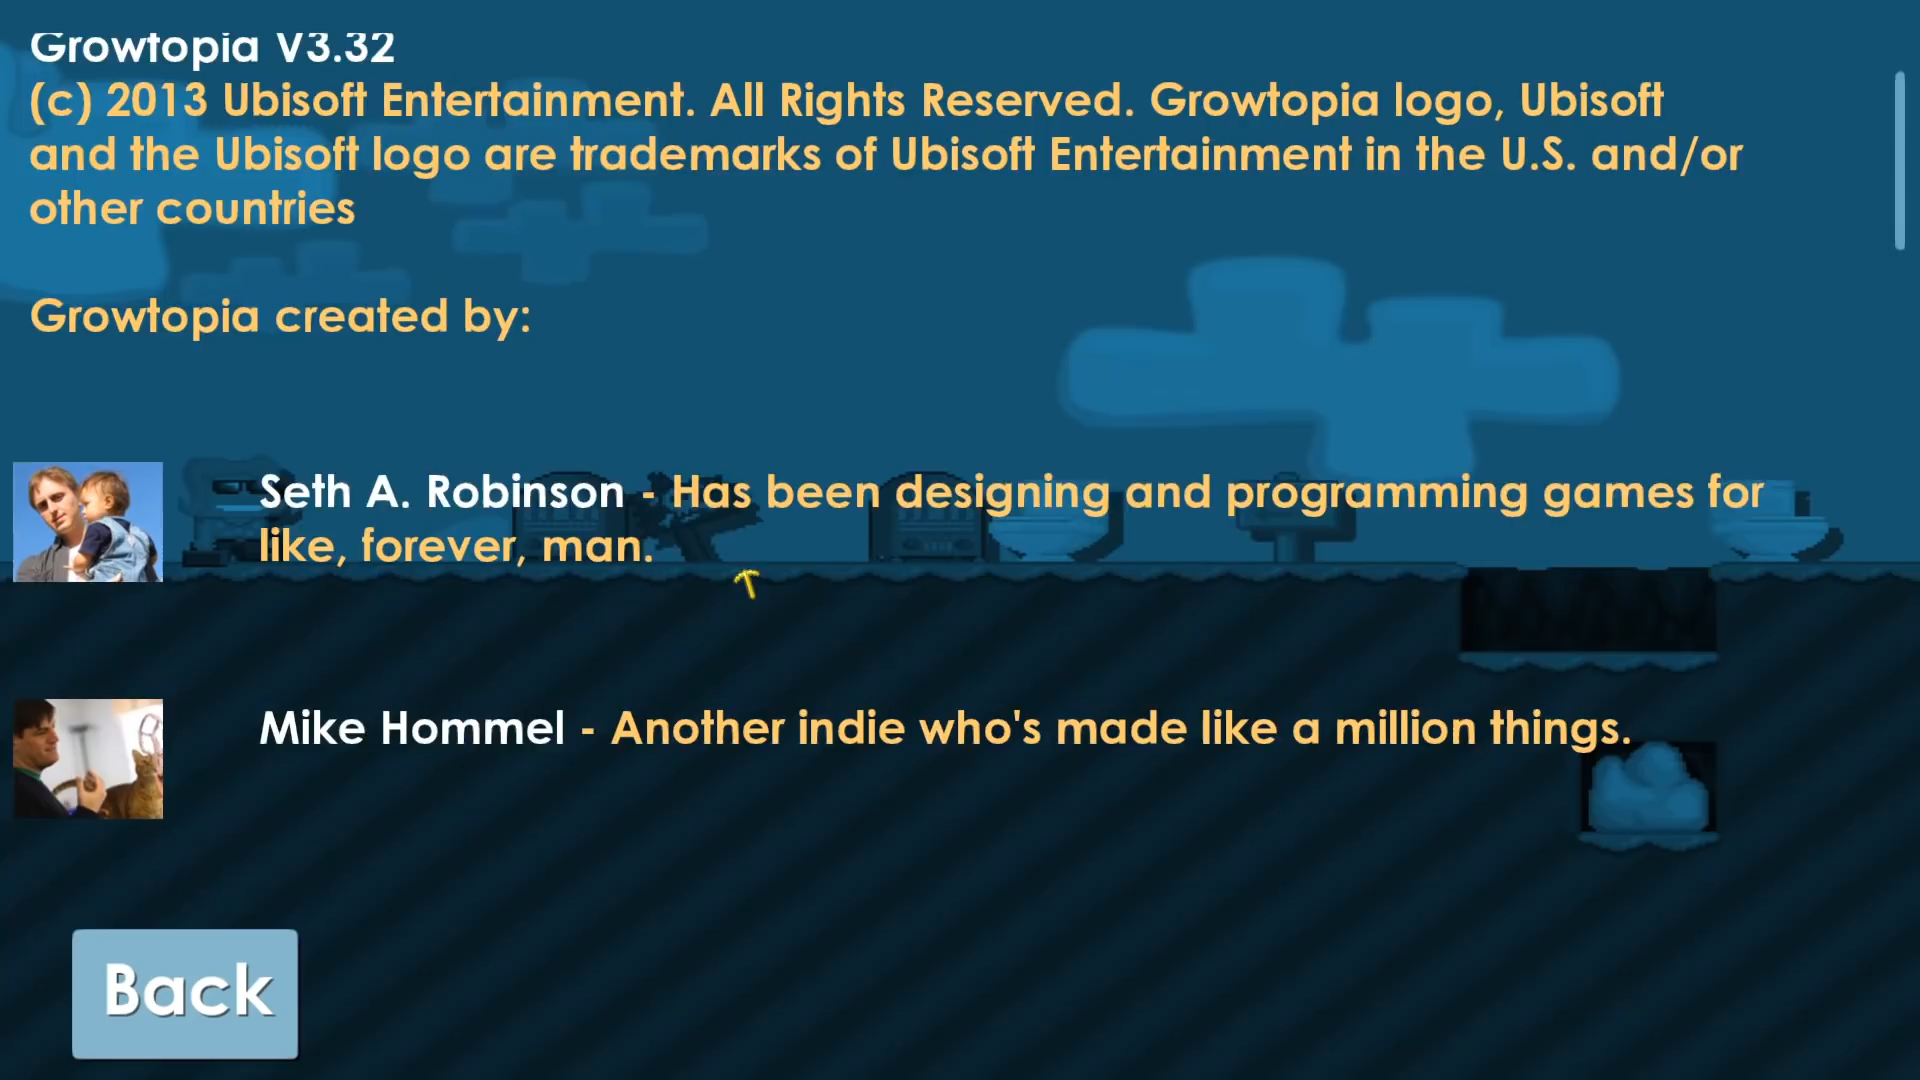 Growtopia V3.32
(c) 2013 Ubisoft Entertainment. All Rights Reserved. Growtopia logo, Ubisoft
and the Ubisoft logo are trademarks of Ubisoft Entertainment in the U.S. and/or
other countries
Growtopia created by:
Seth A. Robinson - Has been designing and programming games for
like, forever, man.
Mike Hommel - Another indie who's made like a million things.
Back